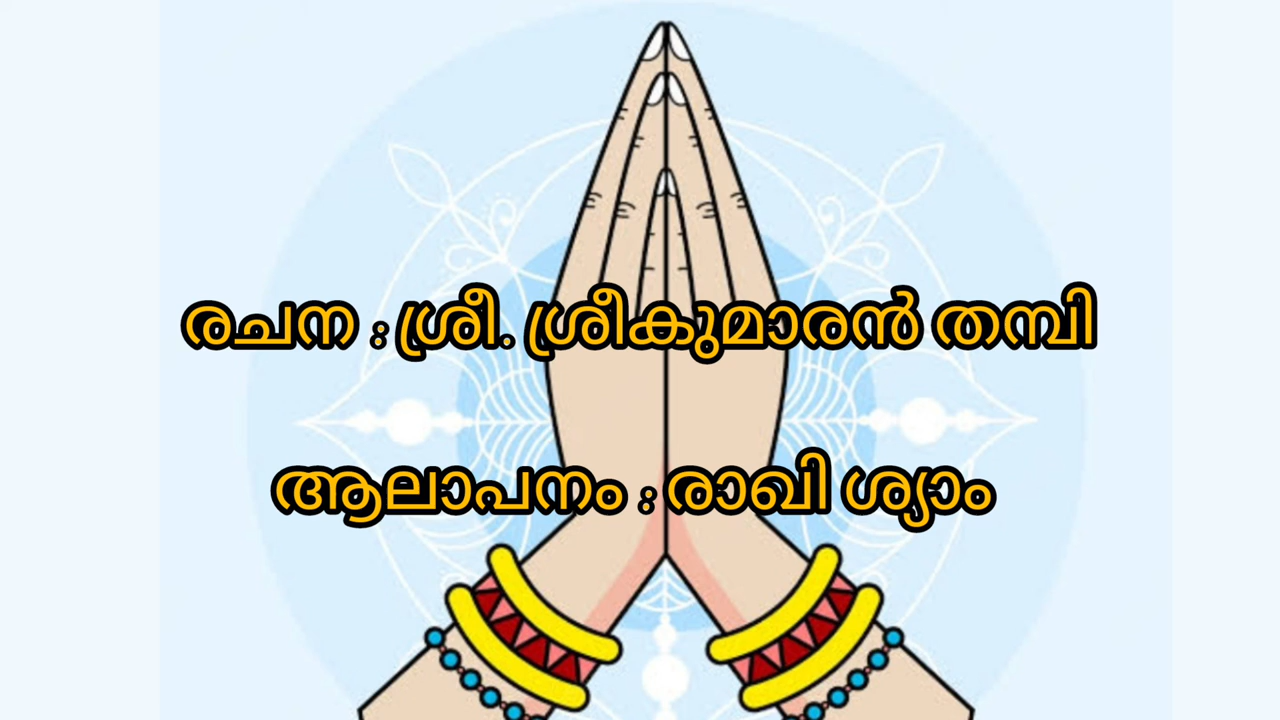 രചന : ശ്രീ. ശ്രീകുമാരൻ തമ്പി
ആലാപനം : രാഖി ശ്യാം